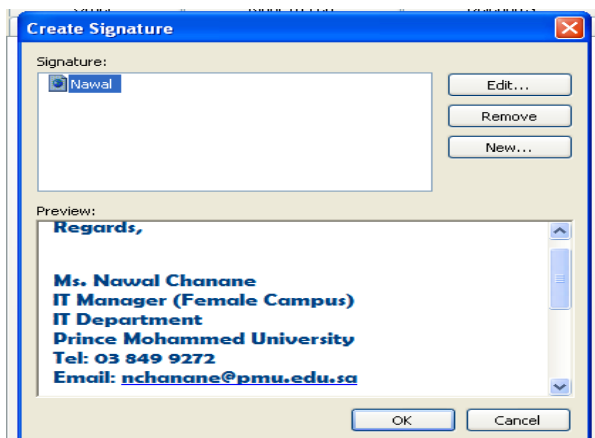 Create Signature
Signature:
Nawal
Edit...
Remove
New...
Preview:
Regards,
Ms. Nawal Chanane
IT Manager (Female Campus)
IT Department
Prince Mohammed University
Tel: 03 849 9272
Email: nchanane@pmu.edu.sa
OK
Cancel